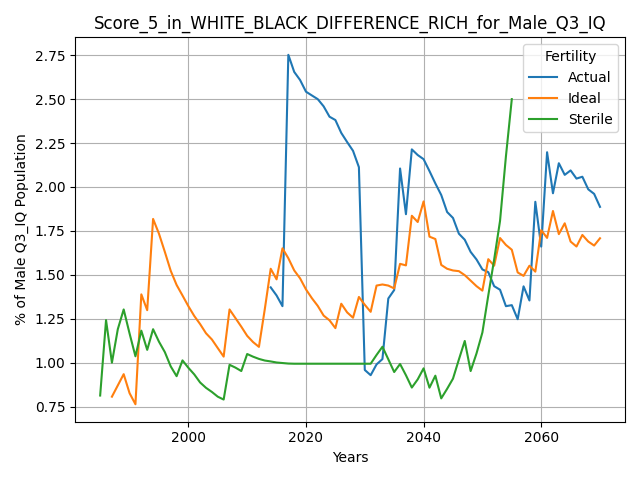 Score_5_in_WHITE_BLACK_DIFFERENCE_RICH_for_Male_Q3_IQ
Fertility
Actual
Ideal
Sterile
% of Male Q3_IQ Population
2.75
2.50
2.25
2.00
1.75
1.50
1.25
1.00
0.75
2000
2020
2040
2060
Years